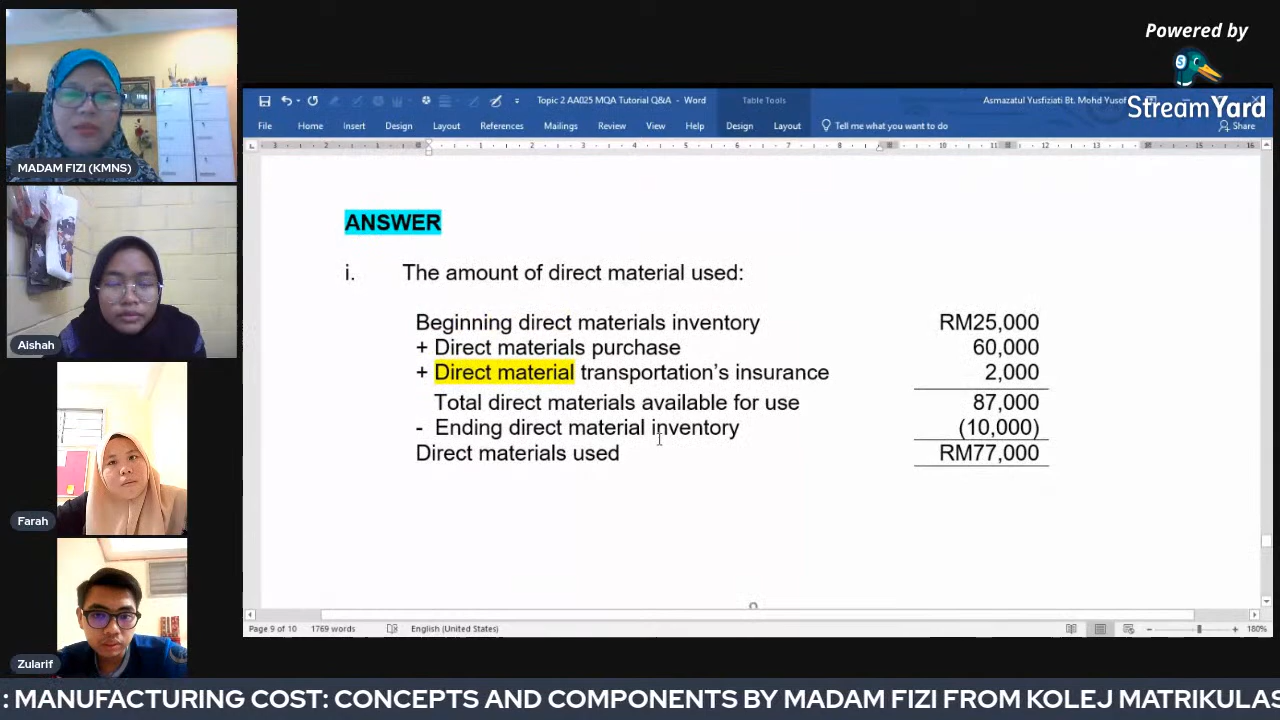 Powered by
StreamYard
MADAM FIZI (KMNS)
Aishah
Farah
Zularif
Topic 2 AA025 MQA Tutorial Q&A - Word
Table Tools
Asmazatul Yusfiziati Bt. Mohd Yusof
File Home Insert Design Layout References Mailings Review View Help Design Layout Tell me what you want to do Share
ANSWER
i. The amount of direct material used:
Beginning direct materials inventory RM25,000
+ Direct materials purchase 60,000
+ Direct material transportation's insurance 2,000
Total direct materials available for use 87,000
- Ending direct material inventory (10,000)
Direct materials used RM77,000
Page 9 of 10 1769 words English (United States) 180%
: MANUFACTURING COST: CONCEPTS AND COMPONENTS BY MADAM FIZI FROM KOLEJ MATRIKULAS